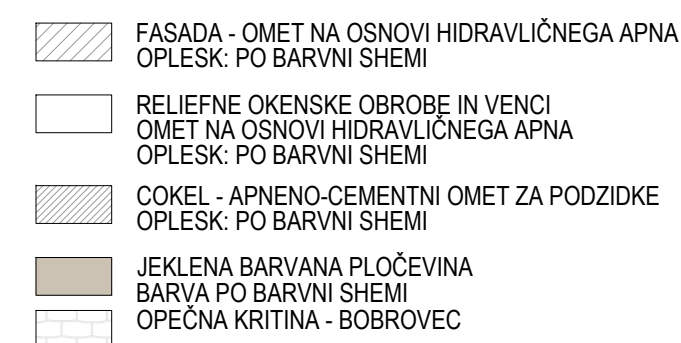 FASADA - OMET NA OSNOVI HIDRAVLIČNEGA APNA
OPLESK: PO BARVNI SHEMI
RELIEFNE OKENSKE OBROBE IN VENCI
OMET NA OSNOVI HIDRAVLIČNEGA APNA
OPLESK: PO BARVNI SHEMI
COKEL - APNENO-CEMENTNI OMET ZA PODZIDKE
OPLESK: PO BARVNI SHEMI
JEKLENA BARVANA PLOČEVINA
BARVA PO BARVNI SHEMI
OPEČNA KRITINA - BOBROVEC